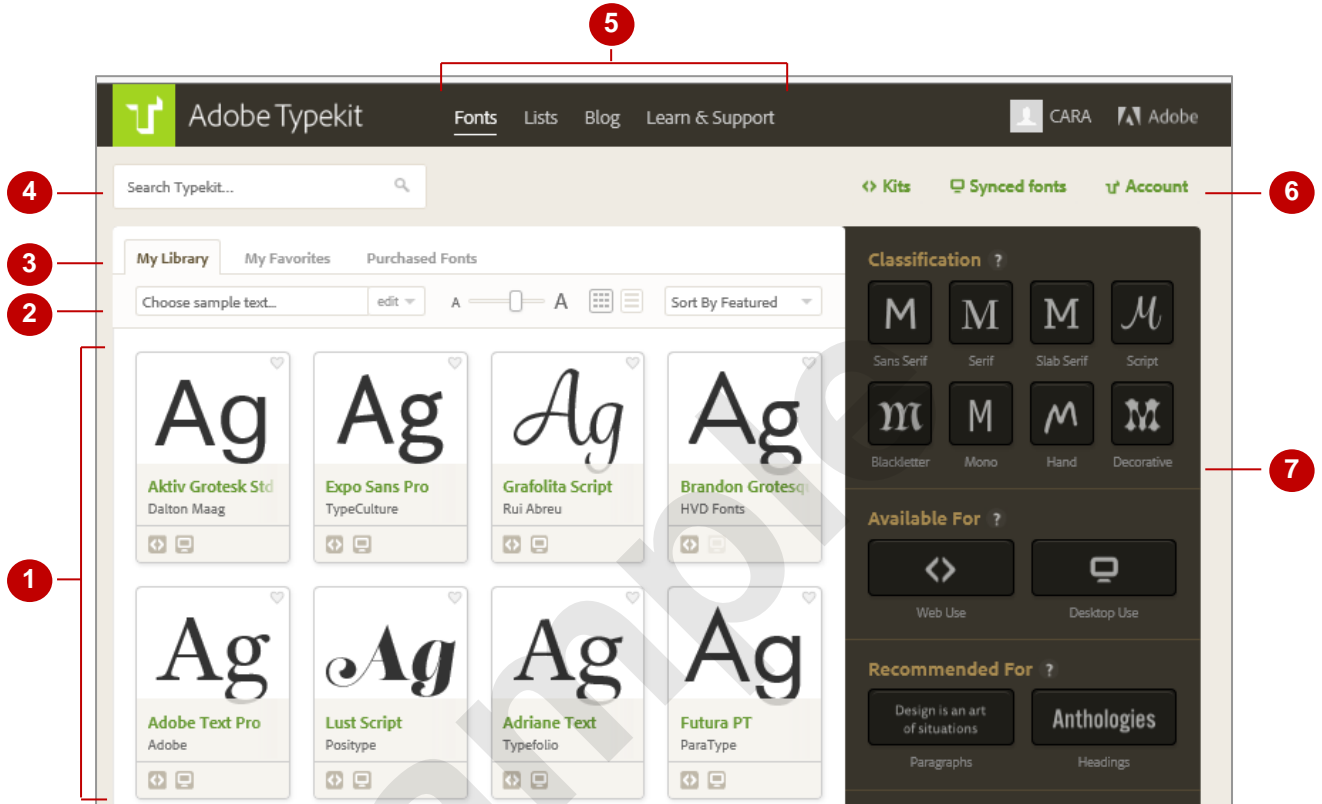 5
Adobe Typekit
Fonts Lists Blog Learn & Support
CARA Adobe
4
Search Typekit...
Kits Synced fonts Account
6
3
My Library My Favorites Purchased Fonts
2
Choose sample text... edit A A Sort By Featured
Classification ?
M M M M
Sans Serif Serif Slab Serif Script
M M M M
Blackletter Mono Hand Decorative
7
1
Ag Ag Ag Ag
Aktiv Grotesk Std Expo Sans Pro Grafolita Script Brandon Grotesq
Dalton Maag TypeCulture Rui Abreu HVD Fonts
Available For ?
Web Use Desktop Use
Ag Ag Ag Ag
Adobe Text Pro Lust Script Adriane Text Futura PT
Adobe Positype Typefolio ParaType
Recommended For ?
Design is an art
of situations
Anthologies
Paragraphs Headings
ample